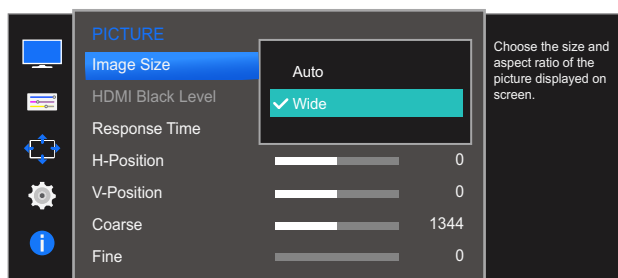 PICTURE
Image Size
HDMI Black Level
Response Time
H-Position 0
V-Position 0
Coarse 1344
Fine 0
Auto
Wide
Choose the size and
aspect ratio of the
picture displayed on
screen.